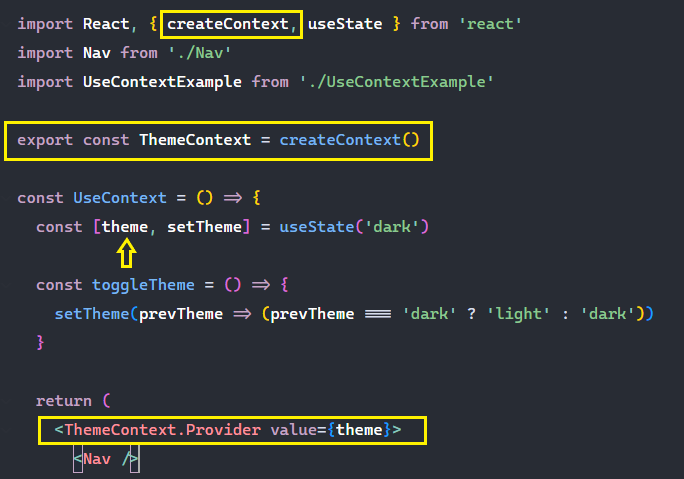 import React, { createContext, useState } from 'react'
import Nav from './Nav'
import UseContextExample from './UseContextExample'
export const ThemeContext = createContext()
const UseContext = () => {
const [theme, setTheme] = useState('dark')
const toggleTheme = () => {
setTheme(prevTheme => (prevTheme === 'dark' ? 'light' : 'dark'))
}
return (
<ThemeContext.Provider value={theme}>
<Nav />